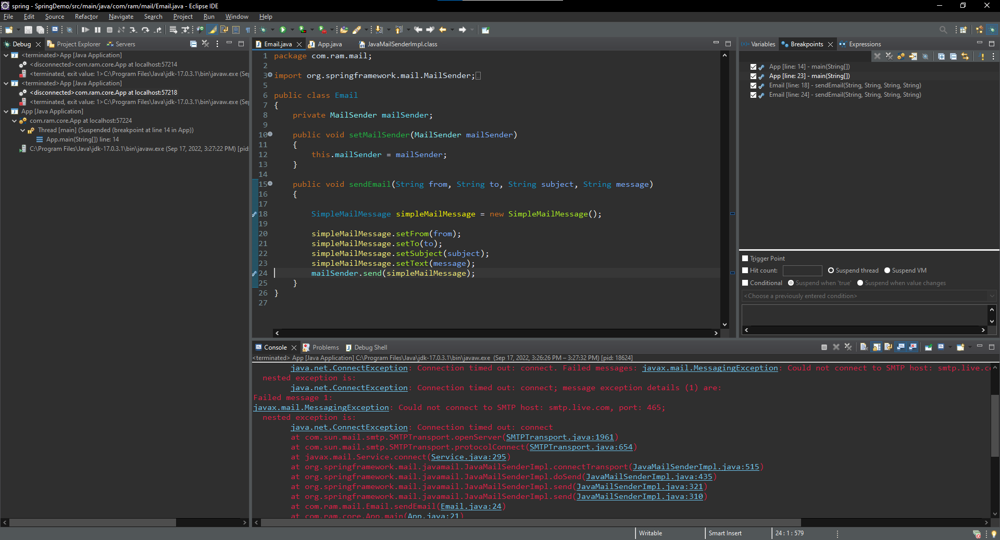 spring - SpringDemo/src/main/java/com/ram/mail/Email.java - Eclipse IDE
File Edit Source Refactor Navigate Search Project Run Window Help
Debug Project Explorer Servers
<terminated>App [Java Application]
<disconnected>com.ram.core.App at localhost:57214
<terminated, exit value: 1>C:\Program Files\Java\jdk-17.0.3.1\bin\javaw.exe (Se
<terminated>App [Java Application]
<disconnected>com.ram.core.App at localhost:57218
<terminated, exit value: 1>C:\Program Files\Java\jdk-17.0.3.1\bin\javaw.exe (Se
App [Java Application]
com.ram.core.App at localhost:57224
Thread [main] (Suspended (breakpoint at line 14 in App))
App.main(String[]) line: 14
C:\Program Files\Java\jdk-17.0.3.1\bin\javaw.exe (Sep 17, 2022, 3:27:22 PM) [pid
Email.java App.java JavaMailSenderImpl.class
1 package com.ram.mail;
2
3 import org.springframework.mail.MailSender;
5
6 public class Email
7 {
8 private MailSender mailSender;
9
10 public void setMailSender(MailSender mailSender)
11 {
12 this.mailSender = mailSender;
13 }
14
15 public void sendEmail(String from, String to, String subject, String message)
16 {
17
18 SimpleMailMessage simpleMailMessage = new SimpleMailMessage();
19
20 simpleMailMessage.setFrom(from);
21 simpleMailMessage.setTo(to);
22 simpleMailMessage.setSubject(subject);
23 simpleMailMessage.setText(message);
24 mailSender.send(simpleMailMessage);
25 }
26 }
27
Variables Breakpoints Expressions
App [line: 14] - main(String[])
App [line: 23] - main(String[])
Email [line: 18] - sendEmail(String, String, String, String)
Email [line: 24] - sendEmail(String, String, String, String)
Trigger Point
Hit count: Suspend thread Suspend VM
Conditional Suspend when 'true' Suspend when value changes
<Choose a previously entered condition>
Console Problems Debug Shell
<terminated> App [Java Application] C:\Program Files\Java\jdk-17.0.3.1\bin\javaw.exe (Sep 17, 2022, 3:26:26 PM – 3:27:32 PM) [pid: 18624]
java.net.ConnectException: Connection timed out: connect. Failed messages: javax.mail.MessagingException: Could not connect to SMTP host: smtp.live.c
nested exception is:
java.net.ConnectException: Connection timed out: connect; message exception details (1) are:
Failed message 1:
javax.mail.MessagingException: Could not connect to SMTP host: smtp.live.com, port: 465;
nested exception is:
java.net.ConnectException: Connection timed out: connect
at com.sun.mail.smtp.SMTPTransport.openServer(SMTPTransport.java:1961)
at com.sun.mail.smtp.SMTPTransport.protocolConnect(SMTPTransport.java:654)
at javax.mail.Service.connect(Service.java:295)
at org.springframework.mail.javamail.JavaMailSenderImpl.connectTransport(JavaMailSenderImpl.java:515)
at org.springframework.mail.javamail.JavaMailSenderImpl.doSend(JavaMailSenderImpl.java:435)
at org.springframework.mail.javamail.JavaMailSenderImpl.send(JavaMailSenderImpl.java:321)
at org.springframework.mail.javamail.JavaMailSenderImpl.send(JavaMailSenderImpl.java:310)
at com.ram.mail.Email.sendEmail(Email.java:24)
at com.ram.core.App.main(App.java:21)
Writable Smart Insert 24 : 1 : 579